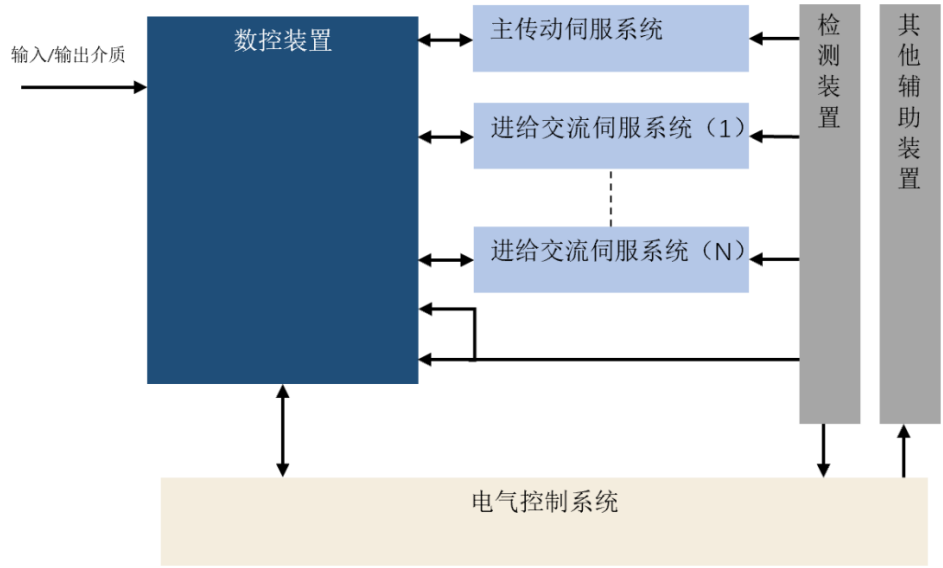 输入/输出介质
数控装置
主传动伺服系统
进给交流伺服系统（1）
进给交流伺服系统（N）
检测装置
其他辅助装置
电气控制系统